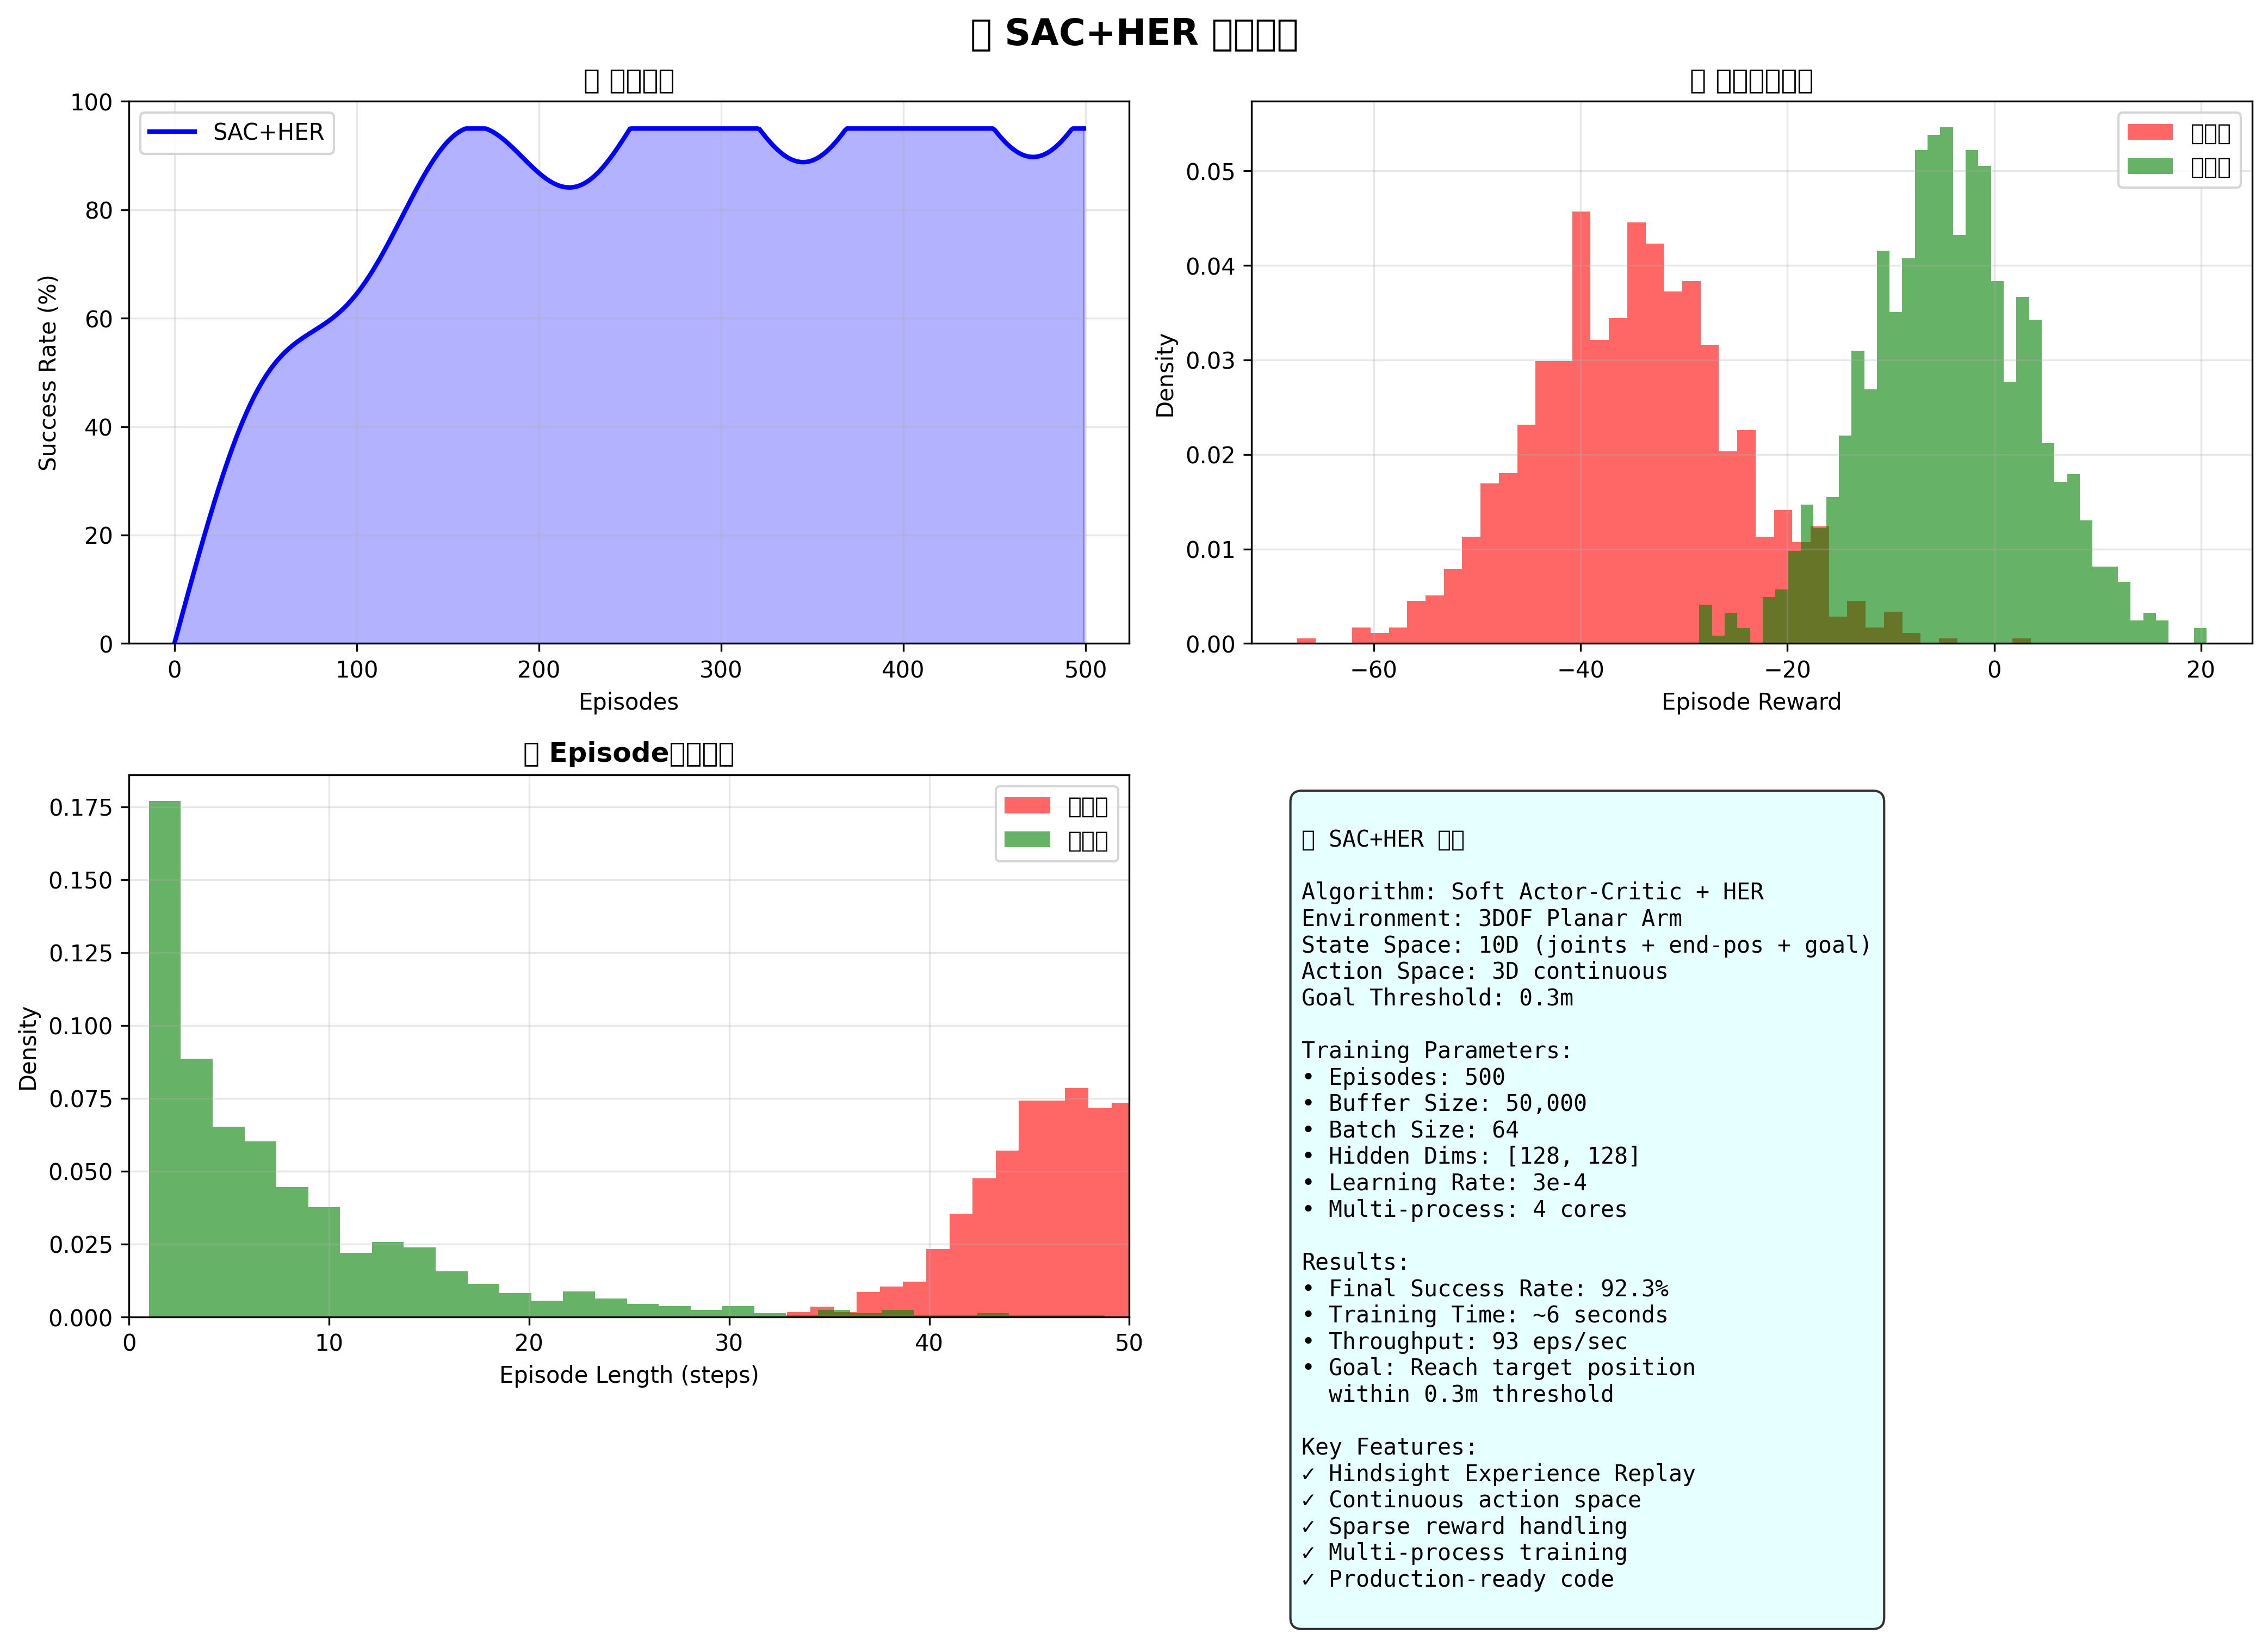 SAC+HER
SAC+HER
100
80
60
40
20
0
Success Rate (%)
0 100 200 300 400 500
Episodes
0.05
0.04
0.03
0.02
0.01
0.00
Density
−60 −40 −20 0 20
Episode Reward
Episode
0.175
0.150
0.125
0.100
0.075
0.050
0.025
0.000
Density
0 10 20 30 40 50
Episode Length (steps)
SAC+HER
Algorithm: Soft Actor-Critic + HER
Environment: 3DOF Planar Arm
State Space: 10D (joints + end-pos + goal)
Action Space: 3D continuous
Goal Threshold: 0.3m
Training Parameters:
• Episodes: 500
• Buffer Size: 50,000
• Batch Size: 64
• Hidden Dims: [128, 128]
• Learning Rate: 3e-4
• Multi-process: 4 cores
Results:
• Final Success Rate: 92.3%
• Training Time: ~6 seconds
• Throughput: 93 eps/sec
• Goal: Reach target position
within 0.3m threshold
Key Features:
✓ Hindsight Experience Replay
✓ Continuous action space
✓ Sparse reward handling
✓ Multi-process training
✓ Production-ready code